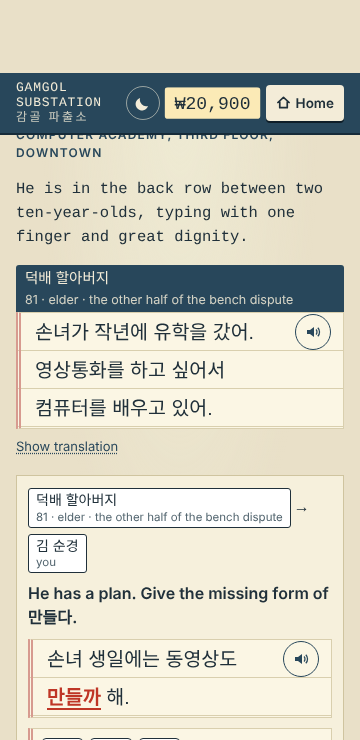 GAMGOL
SUBSTATION
감골 파출소
₩20,900
Home
COMPUTER ACADEMY, THIRD FLOOR,
DOWNTOWN
He is in the back row between two
ten-year-olds, typing with one
finger and great dignity.
덕배 할아버지
81 · elder · the other half of the bench dispute
손녀가 작년에 유학을 갔어.
영상통화를 하고 싶어서
컴퓨터를 배우고 있어.
Show translation
덕배 할아버지
81 · elder · the other half of the bench dispute
→
김 순경
you
He has a plan. Give the missing form of
만들다.
손녀 생일에는 동영상도
만들까 해.